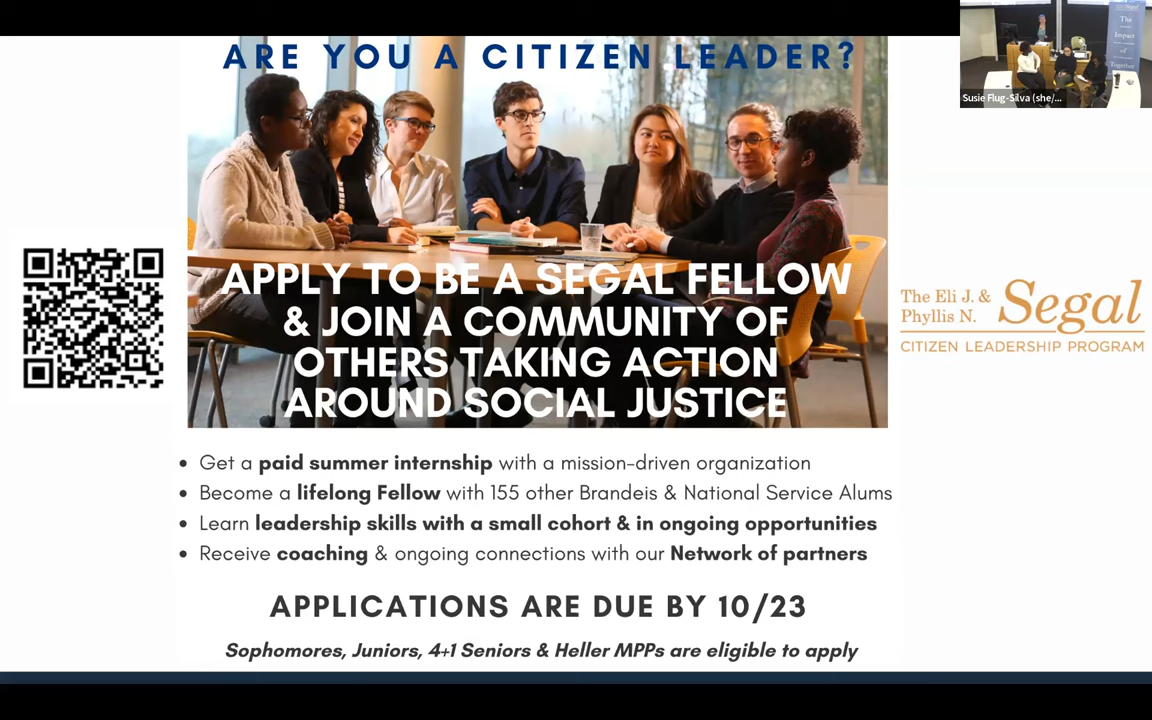 ARE YOU A CITIZEN LEADER?
Susie Flug-Silva (she/...
The
Impact
of
Together
APPLY TO BE A SEGAL FELLOW
& JOIN A COMMUNITY OF
OTHERS TAKING ACTION
AROUND SOCIAL JUSTICE
The Eli J. &
Phyllis N. Segal
CITIZEN LEADERSHIP PROGRAM
• Get a paid summer internship with a mission-driven organization
• Become a lifelong Fellow with 155 other Brandeis & National Service Alums
• Learn leadership skills with a small cohort & in ongoing opportunities
• Receive coaching & ongoing connections with our Network of partners
APPLICATIONS ARE DUE BY 10/23
Sophomores, Juniors, 4+1 Seniors & Heller MPPs are eligible to apply